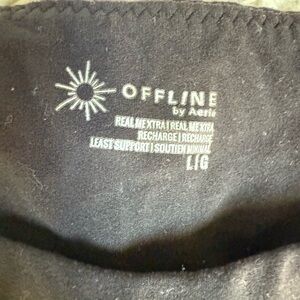 OFFLINE
by Aerie
REAL ME XTRA | REAL ME XTRA
RECHARGE | RECHARGE
LEAST SUPPORT | SOUTIEN MINIMAL
L | G